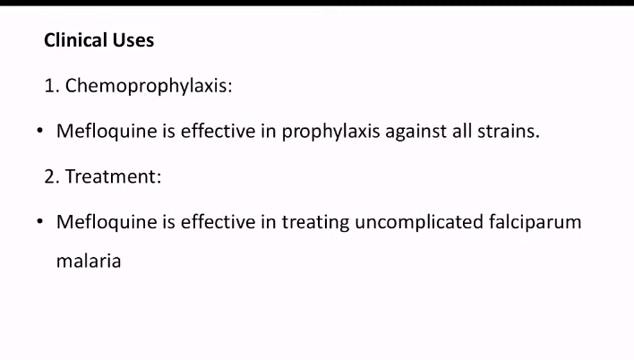 Clinical Uses
1. Chemoprophylaxis:
• Mefloquine is effective in prophylaxis against all strains.
2. Treatment:
• Mefloquine is effective in treating uncomplicated falciparum
malaria